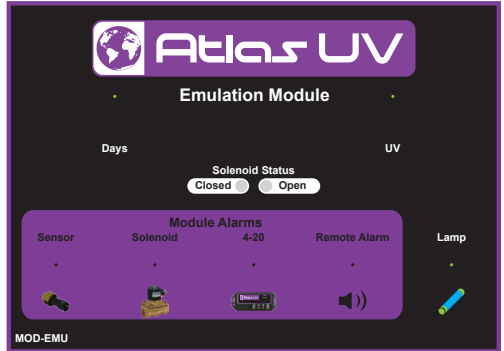 Atlas UV
Emulation Module
Days UV
Solenoid Status
Closed Open
Module Alarms
Sensor Solenoid 4-20 Remote Alarm Lamp
MOD-EMU